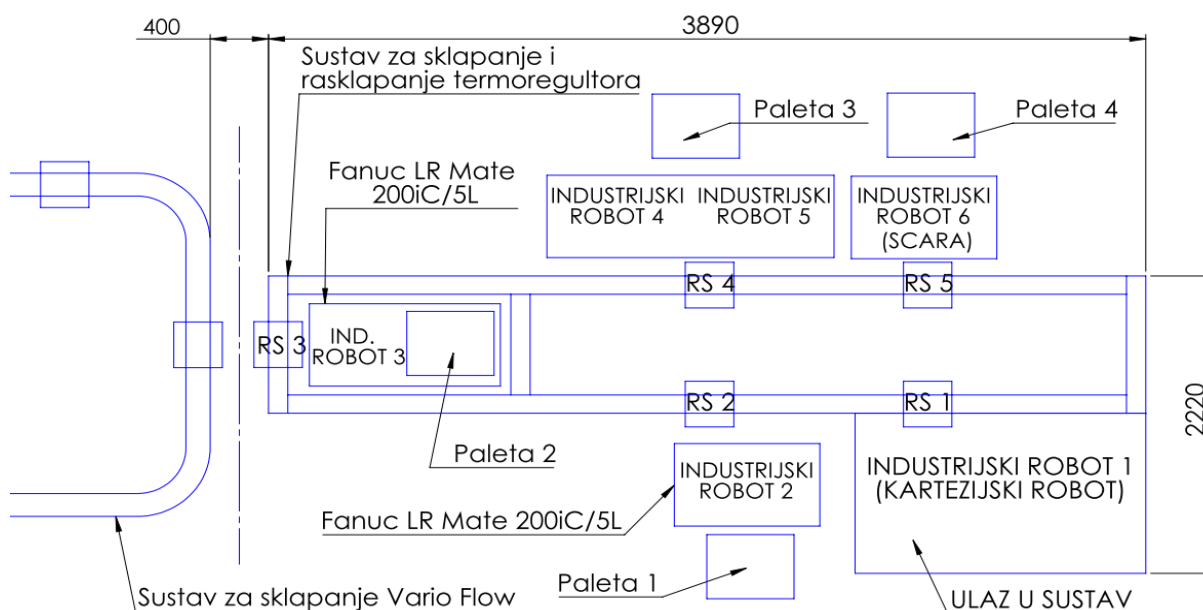 400
3890
Sustav za sklapanje i
rasklapanje termoregultora
Paleta 3
Paleta 4
Fanuc LR Mate
200iC/5L
INDUSTRIJSKI
ROBOT 4
INDUSTRIJSKI
ROBOT 5
INDUSTRIJSKI
ROBOT 6
(SCARA)
RS 4
RS 5
RS 3
IND.
ROBOT 3
RS 2
RS 1
2220
Paleta 2
INDUSTRIJSKI
ROBOT 2
INDUSTRIJSKI ROBOT 1
(KARTEZIJSKI ROBOT)
Fanuc LR Mate 200iC/5L
Paleta 1
Sustav za sklapanje Vario Flow
ULAZ U SUSTAV